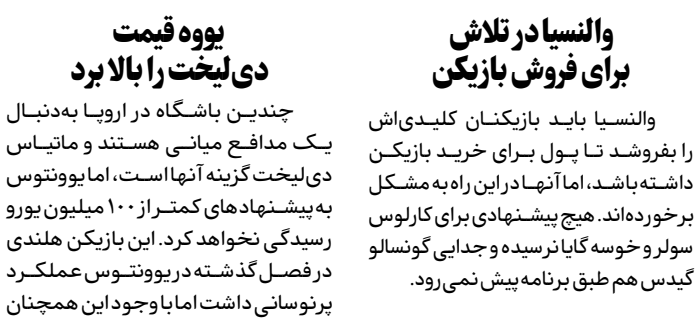 والنسیا در تلاش
برای فروش بازیکن
والنسیا باید بازیکنان کلیدی‌اش
را بفروشد تا پول برای خرید بازیکن
داشته باشد، اما آنها در این راه به مشکل
برخورده‌اند. هیچ پیشنهادی برای کارلوس
سولر و خوسه گایا نرسیده و جدایی گونسالو
گیدس هم طبق برنامه پیش نمی‌رود.
یووه قیمت
دی‌لیخت را بالا برد
چندین باشگاه در اروپا به‌دنبال
یک مدافع میانی هستند و ماتیاس
دی‌لیخت گزینه آنها است، اما یوونتوس
به پیشنهادهای کمتر از ۱۰۰ میلیون یورو
رسیدگی نخواهد کرد. این بازیکن هلندی
در فصل گذشته در یوونتوس عملکرد
پرنوسانی داشت اما با وجود این همچنان